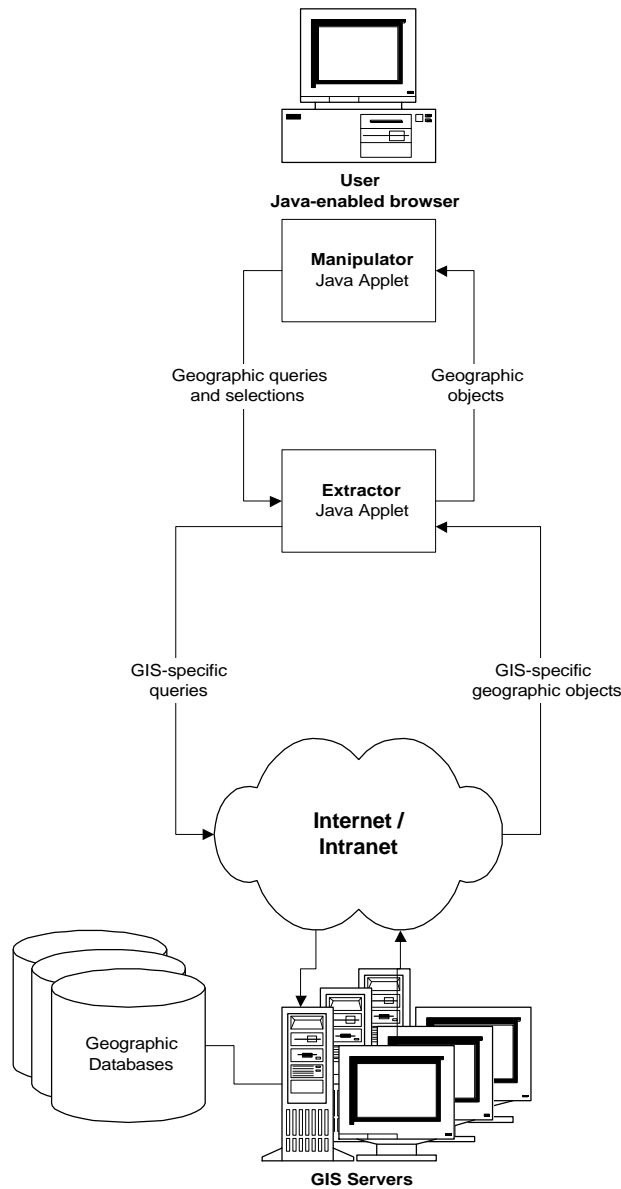 User
Java-enabled browser
Manipulator
Java Applet
Geographic queries
and selections
Geographic
objects
Extractor
Java Applet
GIS-specific
queries
GIS-specific
geographic objects
Internet /
Intranet
Geographic
Databases
GIS Servers